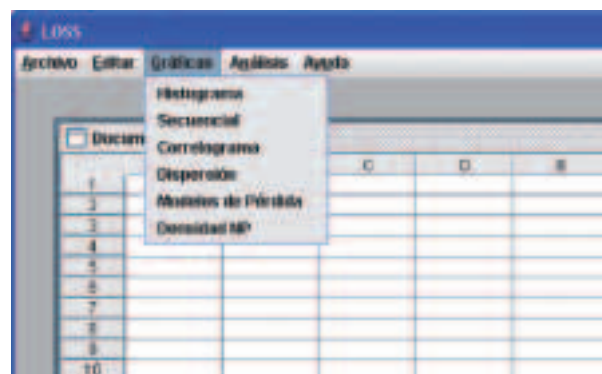 LOSS
Archivo Editar Gráficas Análisis Ayuda
Histograma
Secuencial
Correlograma
Dispersión
Modelos de Pérdida
Densidad NP
Docum
C D E
1
2
3
4
5
6
7
8
9
10